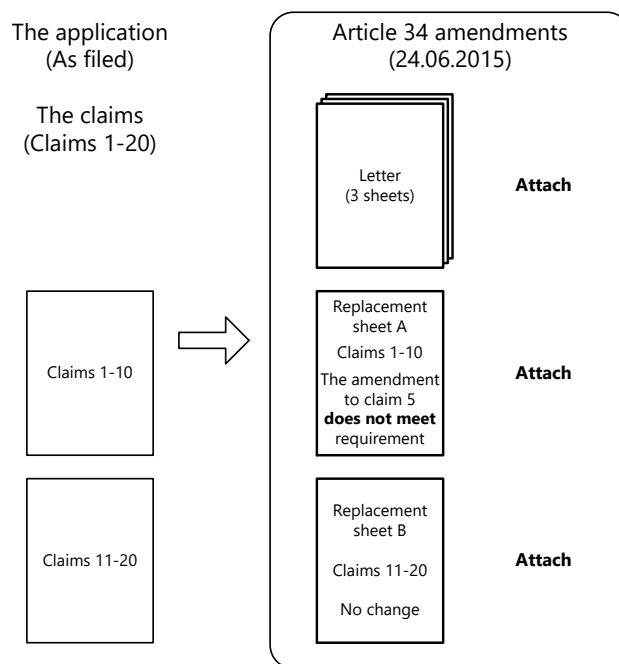 The application
(As filed)
The claims
(Claims 1-20)
Claims 1-10
Claims 11-20
Article 34 amendments
(24.06.2015)
Letter
(3 sheets)
Attach
Replacement
sheet A
Claims 1-10
The amendment
to claim 5
does not meet
requirement
Attach
Replacement
sheet B
Claims 11-20
No change
Attach